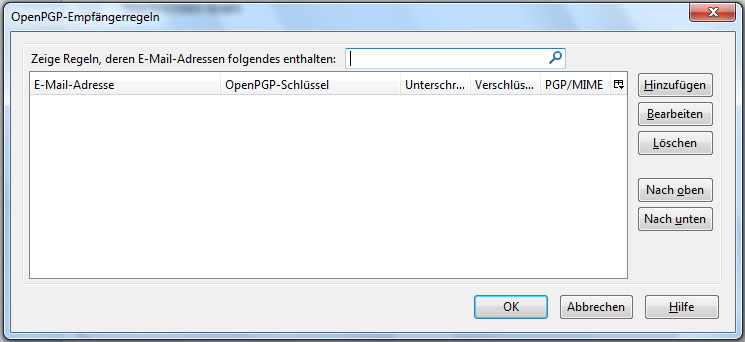 OpenPGP-Empfängerregeln
Zeige Regeln, deren E-Mail-Adressen folgendes enthalten:
E-Mail-Adresse OpenPGP-Schlüssel Unterschr... Verschlüs... PGP/MIME
Hinzufügen
Bearbeiten
Löschen
Nach oben
Nach unten
OK Abbrechen Hilfe